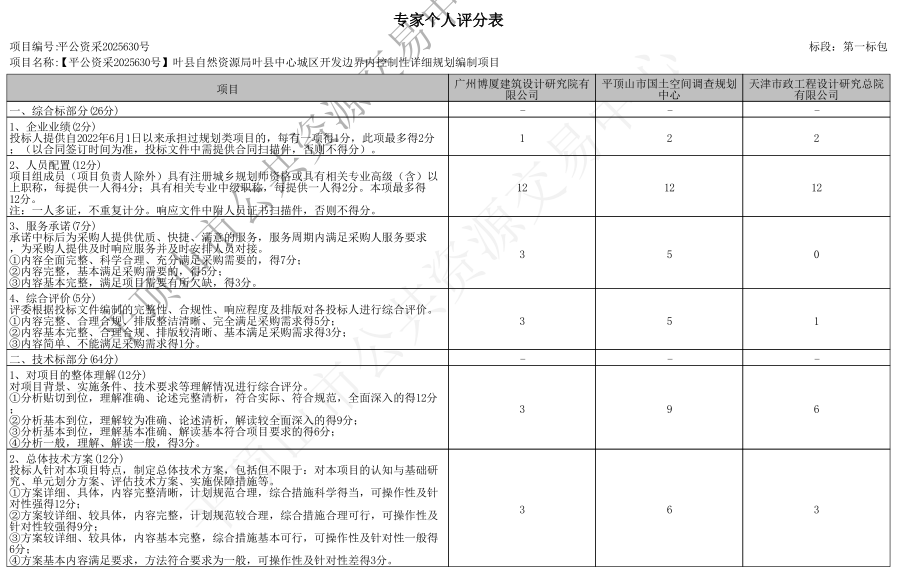 专家个人评分表
项目编号:平公资采2025630号 标段：第一标包
项目名称:【平公资采2025630号】叶县自然资源局叶县中心城区开发边界内控制性详细规划编制项目
项目 广州博厦建筑设计研究院有限公司 平顶山市国土空间调查规划中心 天津市政工程设计研究总院有限公司
一、综合标部分(26分) - - -
1、企业业绩(2分)
投标人提供自2022年6月1日以来承担过规划类项目的，每有一项得1分，此项最多得2分
；（以合同签订时间为准，投标文件中需提供合同扫描件，否则不得分）。
1 2 2
2、人员配置(12分)
项目组成员（项目负责人除外）具有注册城乡规划师资格或具有相关专业高级（含）以
上职称，每提供一人得4分；具有相关专业中级职称，每提供一人得2分。本项最多得
12分。
注：一人多证，不重复计分。响应文件中附人员证书扫描件，否则不得分。
12 12 12
3、服务承诺(7分)
承诺中标后为采购人提供优质、快捷、满意的服务，服务周期内满足采购人服务要求
，为采购人提供及时响应服务并及时安排人员对接。
①内容全面完整、科学合理、充分满足采购需要的，得7分；
②内容完整，基本满足采购需要的，得5分；
③内容基本完整，满足项目需要有所欠缺，得3分。
3 5 0
4、综合评价(5分)
评委根据投标文件编制的完整性、合规性、响应程度及排版对各投标人进行综合评价。
①内容完整、合理合规、排版整洁清晰、完全满足采购需求得5分；
②内容基本完整、合理合规、排版较清晰、基本满足采购需求得3分；
③内容简单、不能满足采购需求得1分。
3 5 1
二、技术标部分(64分) - - -
1、对项目的整体理解(12分)
对项目背景、实施条件、技术要求等理解情况进行综合评分。
①分析贴切到位，理解准确、论述完整清析，符合实际、符合规范，全面深入的得12分
；
②分析基本到位，理解较为准确、论述清析，解读较全面深入的得9分；
③分析基本到位，理解基本准确、解读基本符合项目要求的得6分；
④分析一般，理解、解读一般，得3分。
3 9 6
2、总体技术方案(12分)
投标人针对本项目特点，制定总体技术方案，包括但不限于：对本项目的认知与基础研
究、单元划分方案、评估技术方案、实施保障措施等。
①方案详细、具体，内容完整清晰，计划规范合理，综合措施科学得当，可操作性及针
对性强得12分；
②方案较详细、较具体，内容完整，计划规范较合理，综合措施合理可行，可操作性及
针对性较强得9分；
③方案较详细、较具体，内容基本完整，综合措施基本可行，可操作性及针对性一般得
6分；
④方案基本内容满足要求，方法符合要求为一般，可操作性及针对性差得3分。
3 6 3
平顶山市公共资源交易中心
平顶山市公共资源交易中心